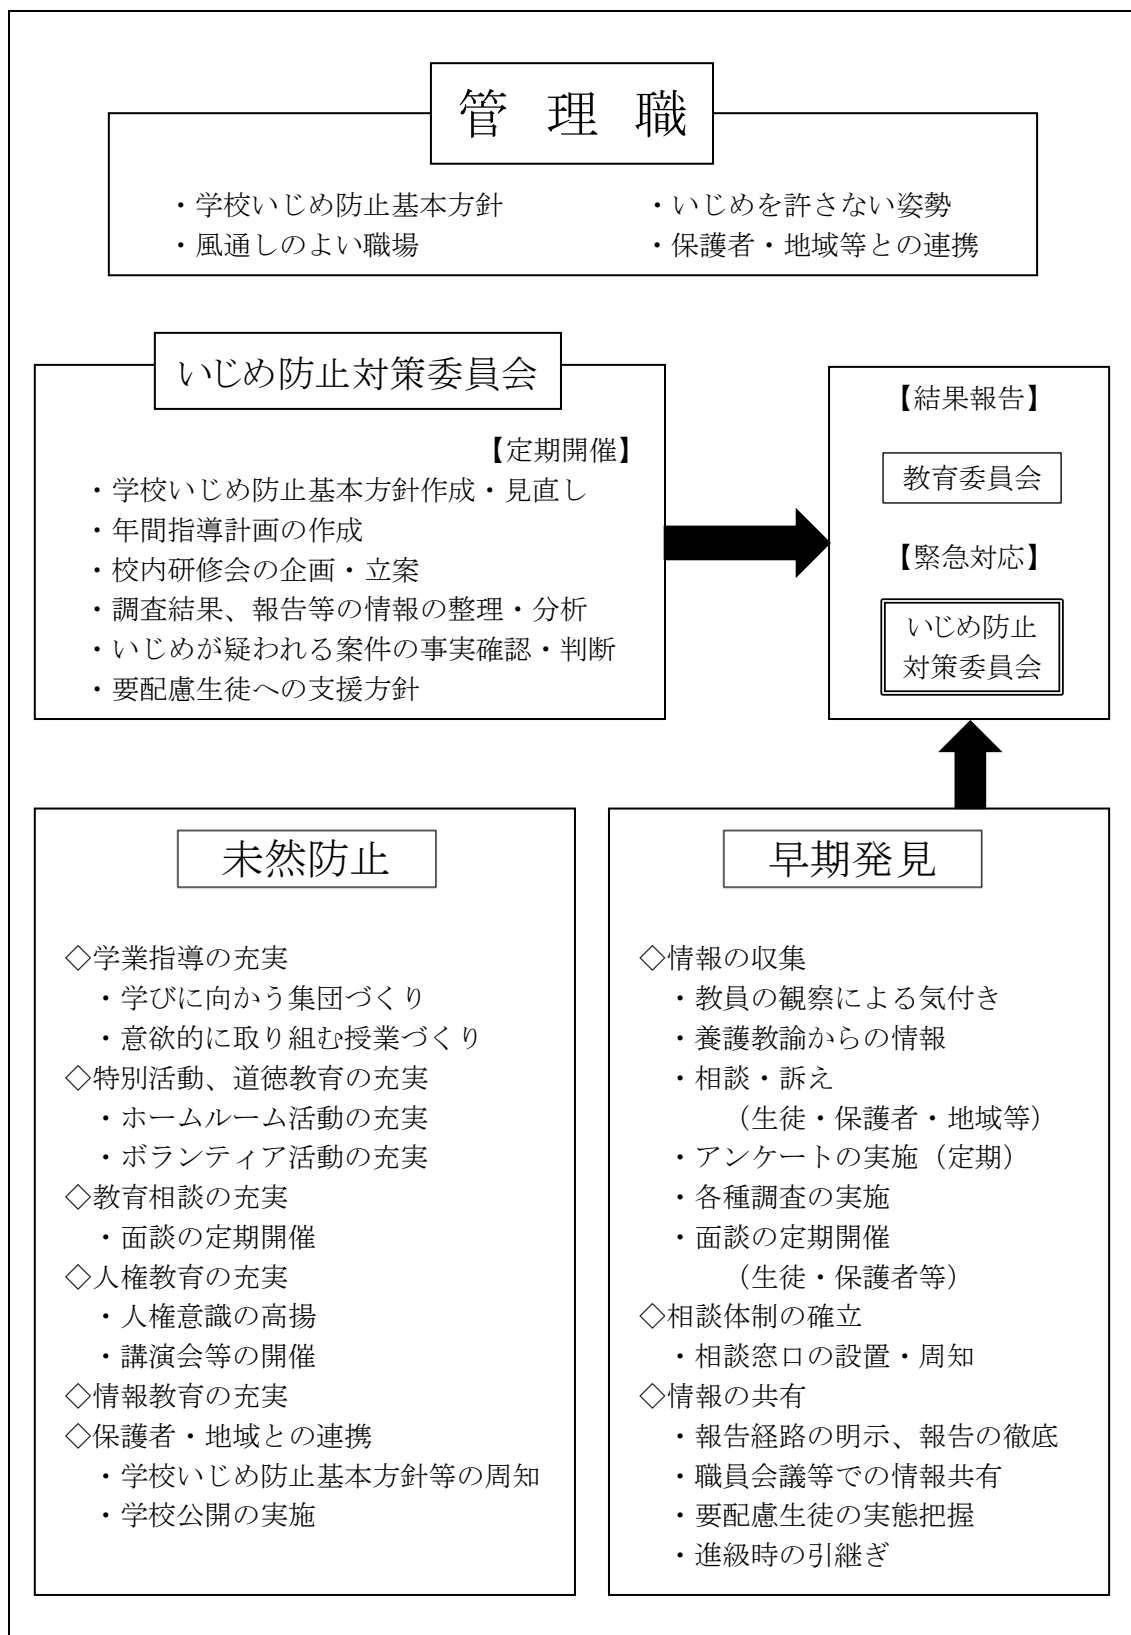 管 理 職
・学校いじめ防止基本方針
・いじめを許さない姿勢
・風通しのよい職場
・保護者・地域等との連携
いじめ防止対策委員会
【定期開催】
・学校いじめ防止基本方針作成・見直し
・年間指導計画の作成
・校内研修会の企画・立案
・調査結果、報告等の情報の整理・分析
・いじめが疑われる案件の事実確認・判断
・要配慮生徒への支援方針
【結果報告】
教育委員会
【緊急対応】
いじめ防止
対策委員会
未然防止
◇学業指導の充実
・学びに向かう集団づくり
・意欲的に取り組む授業づくり
◇特別活動、道徳教育の充実
・ホームルーム活動の充実
・ボランティア活動の充実
◇教育相談の充実
・面談の定期開催
◇人権教育の充実
・人権意識の高揚
・講演会等の開催
◇情報教育の充実
◇保護者・地域との連携
・学校いじめ防止基本方針等の周知
・学校公開の実施
早期発見
◇情報の収集
・教員の観察による気付き
・養護教諭からの情報
・相談・訴え
（生徒・保護者・地域等）
・アンケートの実施（定期）
・各種調査の実施
・面談の定期開催
（生徒・保護者等）
◇相談体制の確立
・相談窓口の設置・周知
◇情報の共有
・報告経路の明示、報告の徹底
・職員会議等での情報共有
・要配慮生徒の実態把握
・進級時の引継ぎ